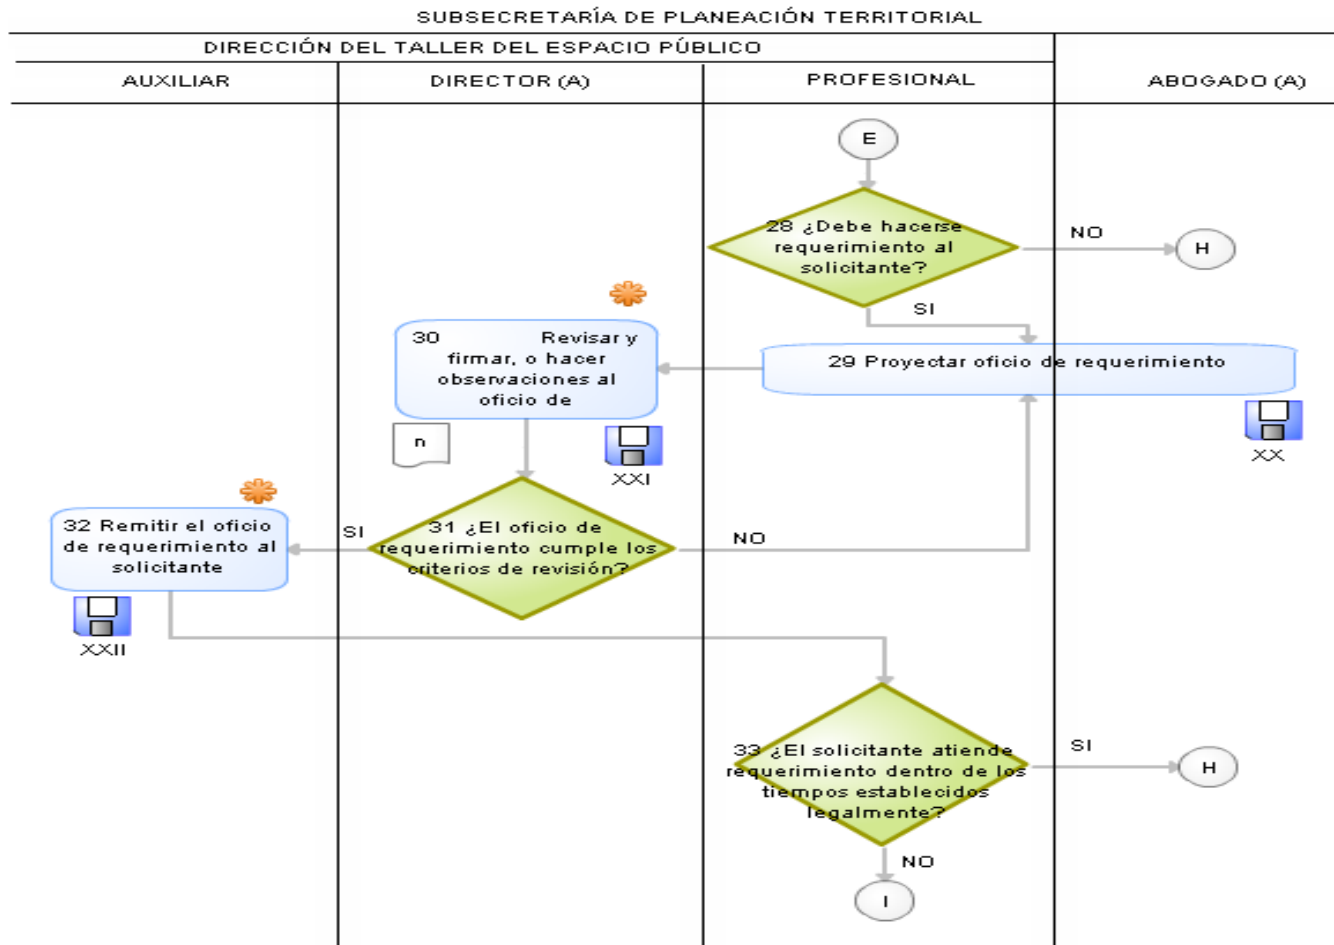 SUBSECRETARÍA DE PLANEACIÓN TERRITORIAL
DIRECCIÓN DEL TALLER DEL ESPACIO PÚBLICO
AUXILIAR
DIRECTOR (A)
PROFESIONAL
ABOGADO (A)
E
28 ¿Debe hacerse
requerimiento al
solicitante?
NO
H
SI
30 Revisar y
firmar, o hacer
observaciones al
oficio de
29 Proyectar oficio de requerimiento
n
XXI
XX
32 Remitir el oficio
de requerimiento al
solicitante
SI
31 ¿El oficio de
requerimiento cumple los
criterios de revisión?
NO
XXII
33 ¿El solicitante atiende
requerimiento dentro de los
tiempos establecidos
legalmente?
SI
H
NO
I